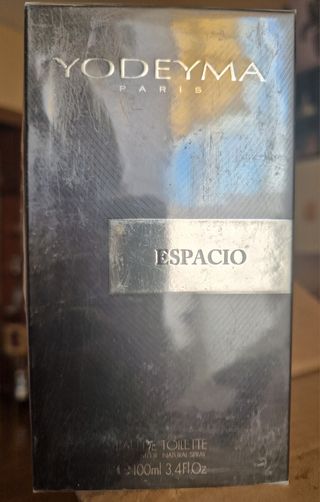 YODEYMA
PARIS
ESPACIO
EAU DE TOILETTE
NATURAL SPRAY
100ml 3.4Fl.Oz